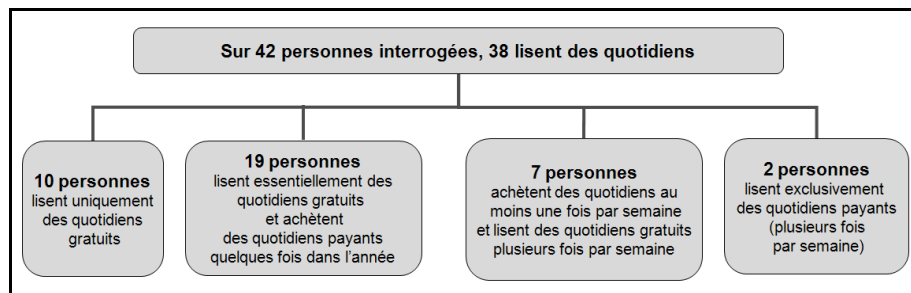 Sur 42 personnes interrogées, 38 lisent des quotidiens
10 personnes
lisent uniquement
des quotidiens
gratuits
19 personnes
lisent essentiellement des
quotidiens gratuits
et achètent
des quotidiens payants
quelques fois dans l'année
7 personnes
achètent des quotidiens au
moins une fois par semaine
et lisent des quotidiens gratuits
plusieurs fois par semaine
2 personnes
lisent exclusivement
des quotidiens payants
(plusieurs fois
par semaine)